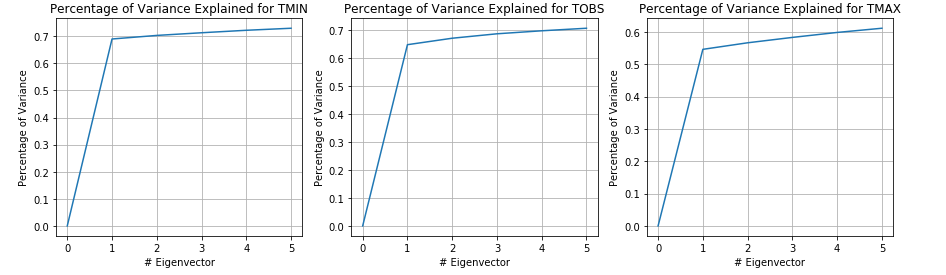 Percentage of Variance Explained for TMIN
Percentage of Variance
0.7
0.6
0.5
0.4
0.3
0.2
0.1
0.0
0 1 2 3 4 5
# Eigenvector
Percentage of Variance Explained for TOBS
Percentage of Variance
0.7
0.6
0.5
0.4
0.3
0.2
0.1
0.0
0 1 2 3 4 5
# Eigenvector
Percentage of Variance Explained for TMAX
Percentage of Variance
0.6
0.5
0.4
0.3
0.2
0.1
0.0
0 1 2 3 4 5
# Eigenvector